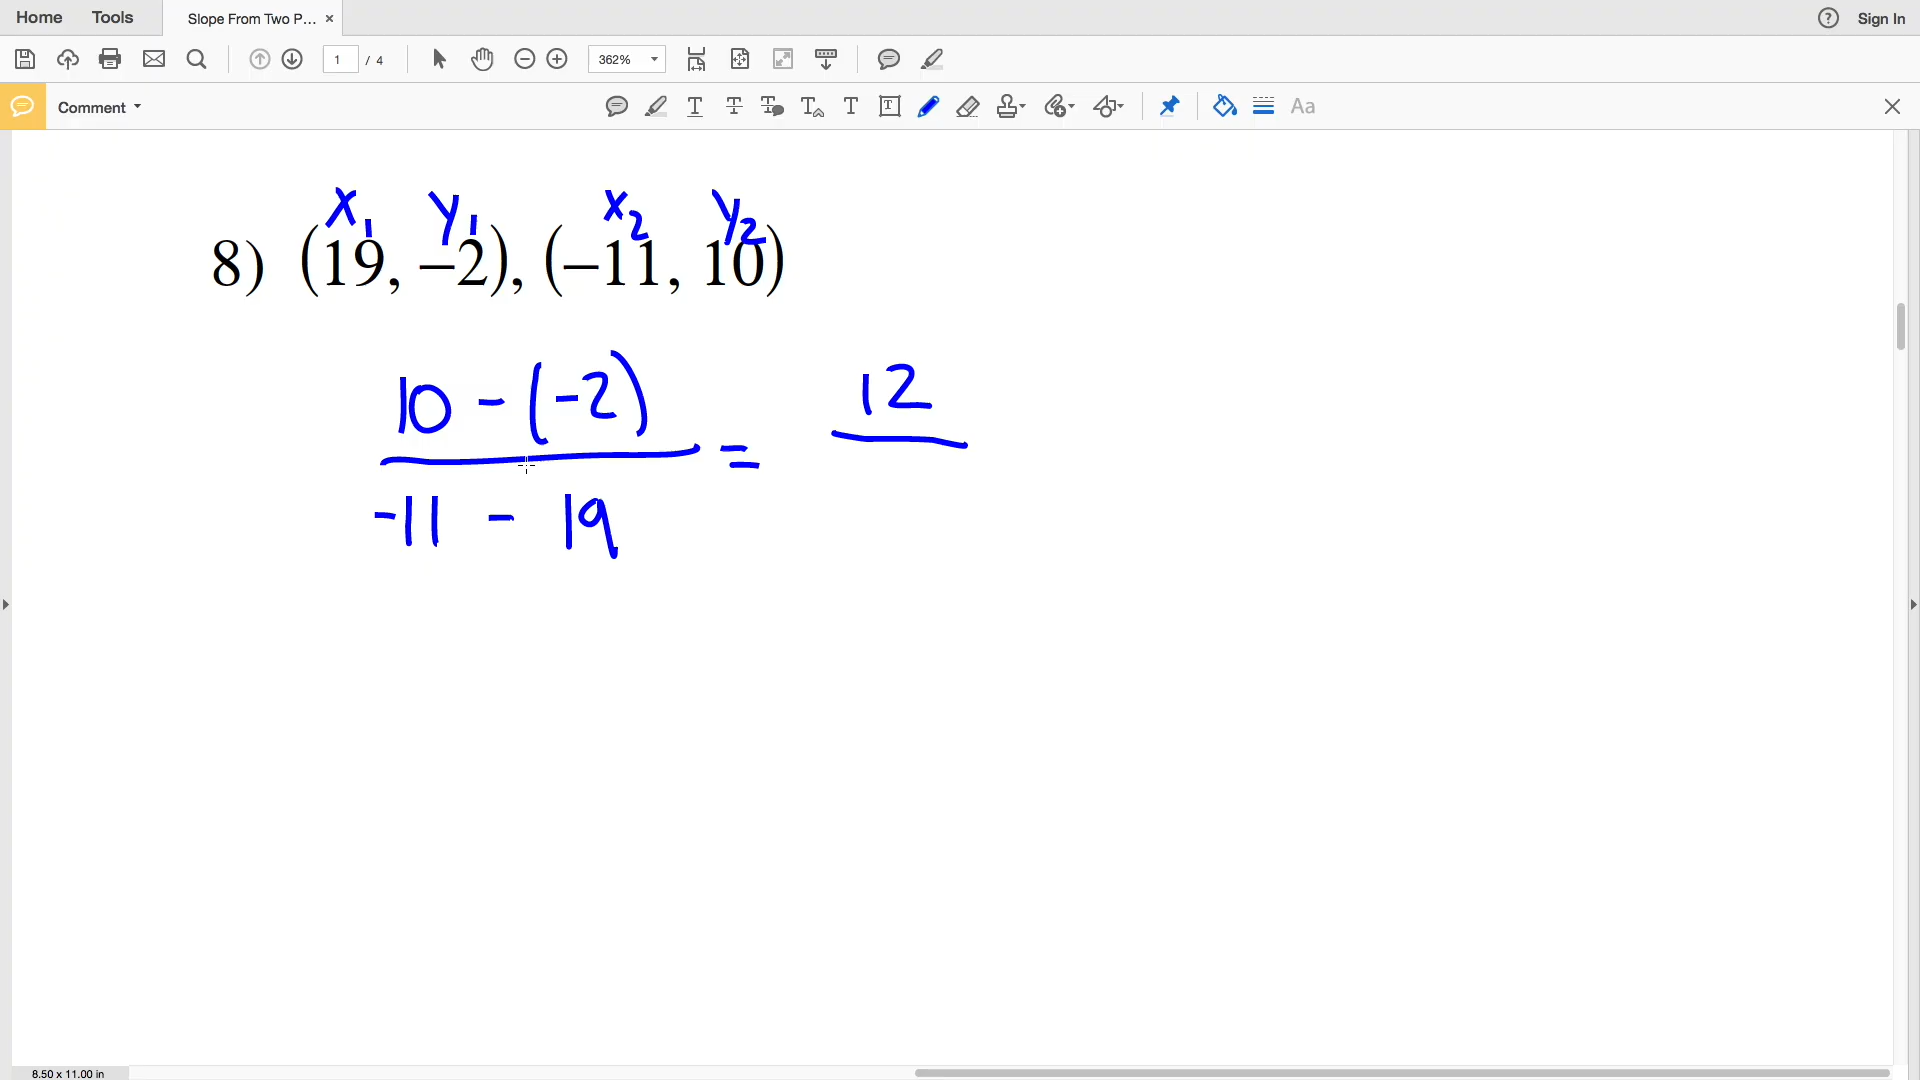 Home Tools Slope From Two P... × ? Sign In
1 / 4 362%
Comment Aa
x₁ y₁ x₂ y₂
8) (19, −2), (−11, 10)
10 - (-2) 12
=
-11 - 19
8.50 x 11.00 in